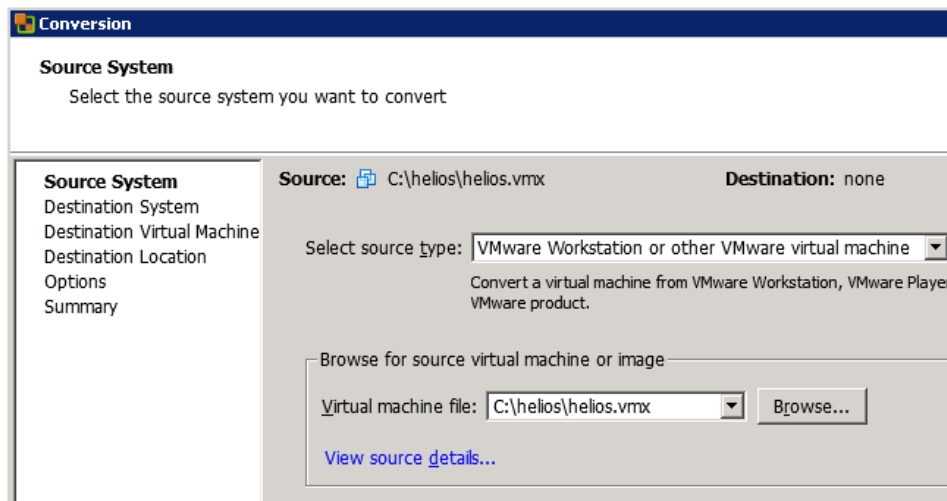 Conversion
Source System
Select the source system you want to convert
Source System
Destination System
Destination Virtual Machine
Destination Location
Options
Summary
Source: C:\helios\helios.vmx Destination: none
Select source type: VMware Workstation or other VMware virtual machine
Convert a virtual machine from VMware Workstation, VMware Playe
VMware product.
Browse for source virtual machine or image
Virtual machine file: C:\helios\helios.vmx Browse...
View source details...